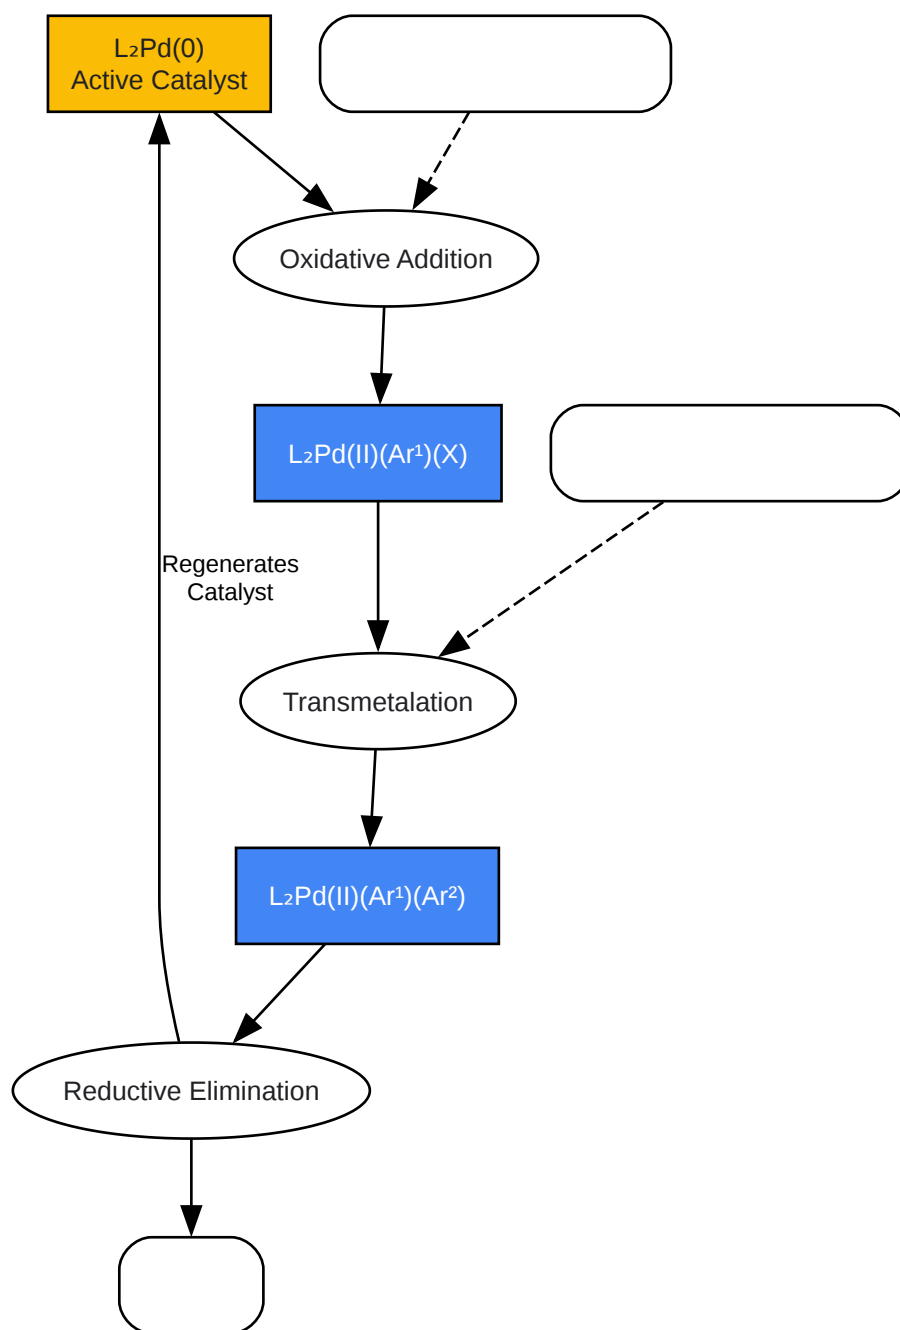 L₂Pd(0)
Active Catalyst
Oxidative Addition
L₂Pd(II)(Ar¹)(X)
Regenerates
Catalyst
Transmetalation
L₂Pd(II)(Ar¹)(Ar²)
Reductive Elimination